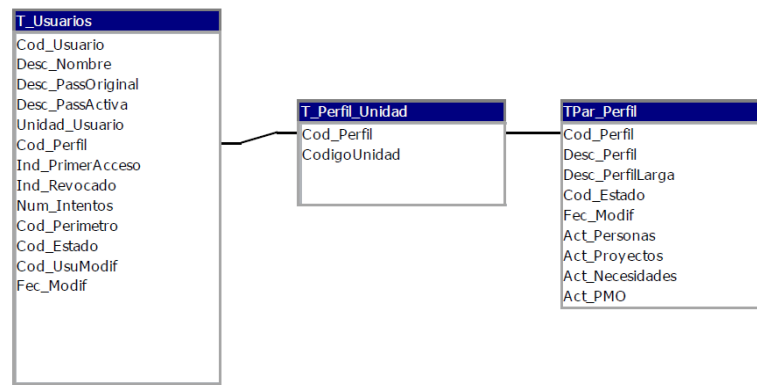 T_Usuarios
Cod_Usuario
Desc_Nombre
Desc_PassOriginal
Desc_PassActiva
Unidad_Usuario
Cod_Perfil
Ind_PrimerAcceso
Ind_Revocado
Num_Intentos
Cod_Perimetro
Cod_Estado
Cod_UsuModif
Fec_Modif
T_Perfil_Unidad
Cod_Perfil
CodigoUnidad
TPar_Perfil
Cod_Perfil
Desc_Perfil
Desc_PerfilLarga
Cod_Estado
Fec_Modif
Act_Personas
Act_Proyectos
Act_Necesidades
Act_PMO